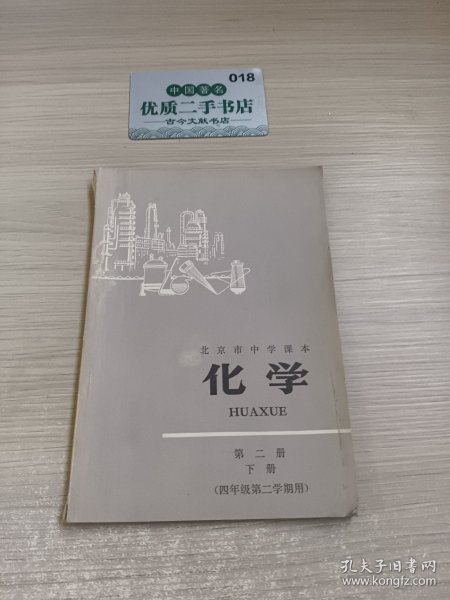 018
中国著名
优质二手书店
古今文献书店
北京市中学课本
化学
HUAXUE
第二册
下册
(四年级第二学期用)
孔夫子旧书网
www.kongfz.com